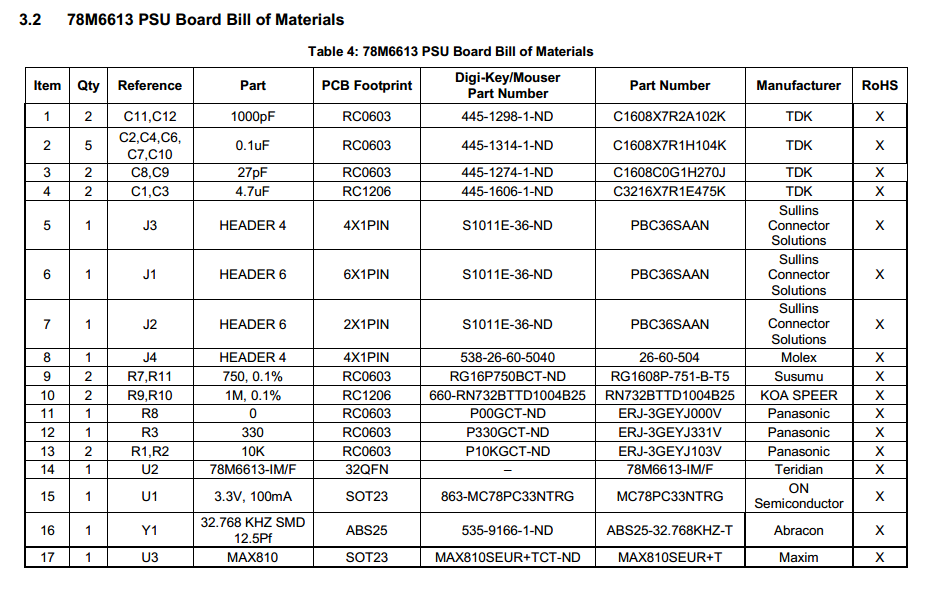 3.2 78M6613 PSU Board Bill of Materials
Table 4: 78M6613 PSU Board Bill of Materials
Item Qty Reference Part PCB Footprint Digi-Key/Mouser Part Number Part Number Manufacturer RoHS
1 2 C11,C12 1000pF RC0603 445-1298-1-ND C1608X7R2A102K TDK X
2 5 C2,C4,C6, C7,C10 0.1uF RC0603 445-1314-1-ND C1608X7R1H104K TDK X
3 2 C8,C9 27pF RC0603 445-1274-1-ND C1608C0G1H270J TDK X
4 2 C1,C3 4.7uF RC1206 445-1606-1-ND C3216X7R1E475K TDK X
5 1 J3 HEADER 4 4X1PIN S1011E-36-ND PBC36SAAN Sullins Connector Solutions X
6 1 J1 HEADER 6 6X1PIN S1011E-36-ND PBC36SAAN Sullins Connector Solutions X
7 1 J2 HEADER 6 2X1PIN S1011E-36-ND PBC36SAAN Sullins Connector Solutions X
8 1 J4 HEADER 4 4X1PIN 538-26-60-5040 26-60-504 Molex X
9 2 R7,R11 750, 0.1% RC0603 RG16P750BCT-ND RG1608P-751-B-T5 Susumu X
10 2 R9,R10 1M, 0.1% RC1206 660-RN732BTTD1004B25 RN732BTTD1004B25 KOA SPEER X
11 1 R8 0 RC0603 P00GCT-ND ERJ-3GEYJ000V Panasonic X
12 1 R3 330 RC0603 P330GCT-ND ERJ-3GEYJ331V Panasonic X
13 2 R1,R2 10K RC0603 P10KGCT-ND ERJ-3GEYJ103V Panasonic X
14 1 U2 78M6613-IM/F 32QFN – 78M6613-IM/F Teridian X
15 1 U1 3.3V, 100mA SOT23 863-MC78PC33NTRG MC78PC33NTRG ON Semiconductor X
16 1 Y1 32.768 KHZ SMD 12.5Pf ABS25 535-9166-1-ND ABS25-32.768KHZ-T Abracon X
17 1 U3 MAX810 SOT23 MAX810SEUR+TCT-ND MAX810SEUR+T Maxim X